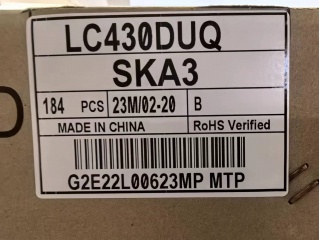 LC430DUQ
SKA3
184 PCS 23M/02-20 B
MADE IN CHINA RoHS Verified
G2E22L00623MP MTP